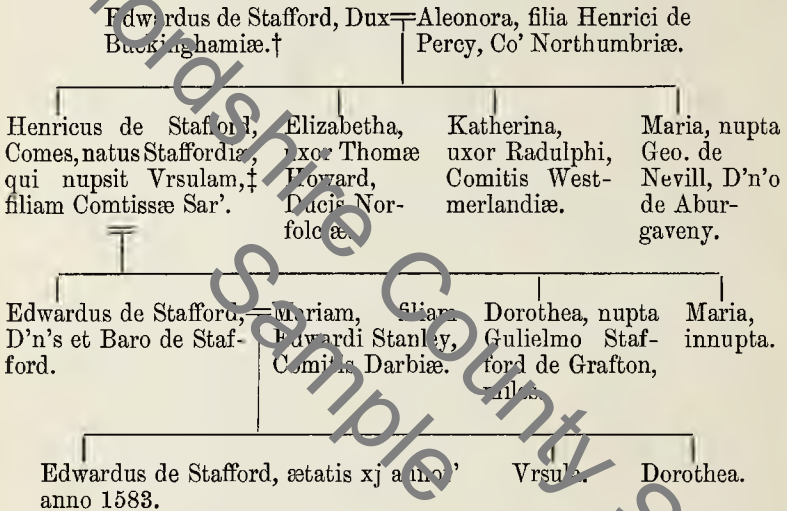 Edwardus de Stafford, Dux Aleonora, filia Henrici de
Buckinghamiæ.† Percy, Co' Northumbriæ.
Henricus de Stafford,
Comes, natus Staffordiæ,
qui nupsit Vrsulam,‡
filiam Comtissæ Sar'.
Elizabetha,
uxor Thomæ
Howard,
Ducis Nor-
folciæ.
Katherina,
uxor Radulphi,
Comitis West-
merlandiæ.
Maria, nupta
Geo. de
Nevill, D'n'o
de Abur-
gaveny.
Edwardus de Stafford,
D'n's et Baro de Staf-
ford.
Mariam, filiam
Edwardi Stanley,
Comitis Darbiæ.
Dorothea, nupta
Gulielmo Staf-
ford de Grafton,
miles.
Maria,
innupta.
Edwardus de Stafford, ætatis xj annor'
anno 1583.
Vrsula.
Dorothea.
fordshire County S
Sample